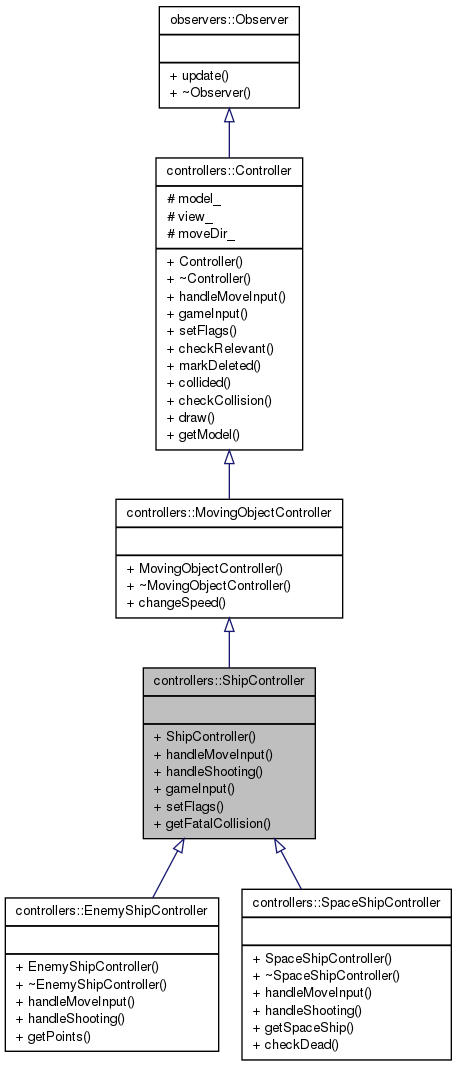 observers::Observer
+ update()
+ ~Observer()
controllers::Controller
# model_
# view_
# moveDir_
+ Controller()
+ ~Controller()
+ handleMoveInput()
+ gameInput()
+ setFlags()
+ checkRelevant()
+ markDeleted()
+ collided()
+ checkCollision()
+ draw()
+ getModel()
controllers::MovingObjectController
+ MovingObjectController()
+ ~MovingObjectController()
+ changeSpeed()
controllers::ShipController
+ ShipController()
+ handleMoveInput()
+ handleShooting()
+ gameInput()
+ setFlags()
+ getFatalCollision()
controllers::EnemyShipController
+ EnemyShipController()
+ ~EnemyShipController()
+ handleMoveInput()
+ handleShooting()
+ getPoints()
controllers::SpaceShipController
+ SpaceShipController()
+ ~SpaceShipController()
+ handleMoveInput()
+ handleShooting()
+ getSpaceShip()
+ checkDead()